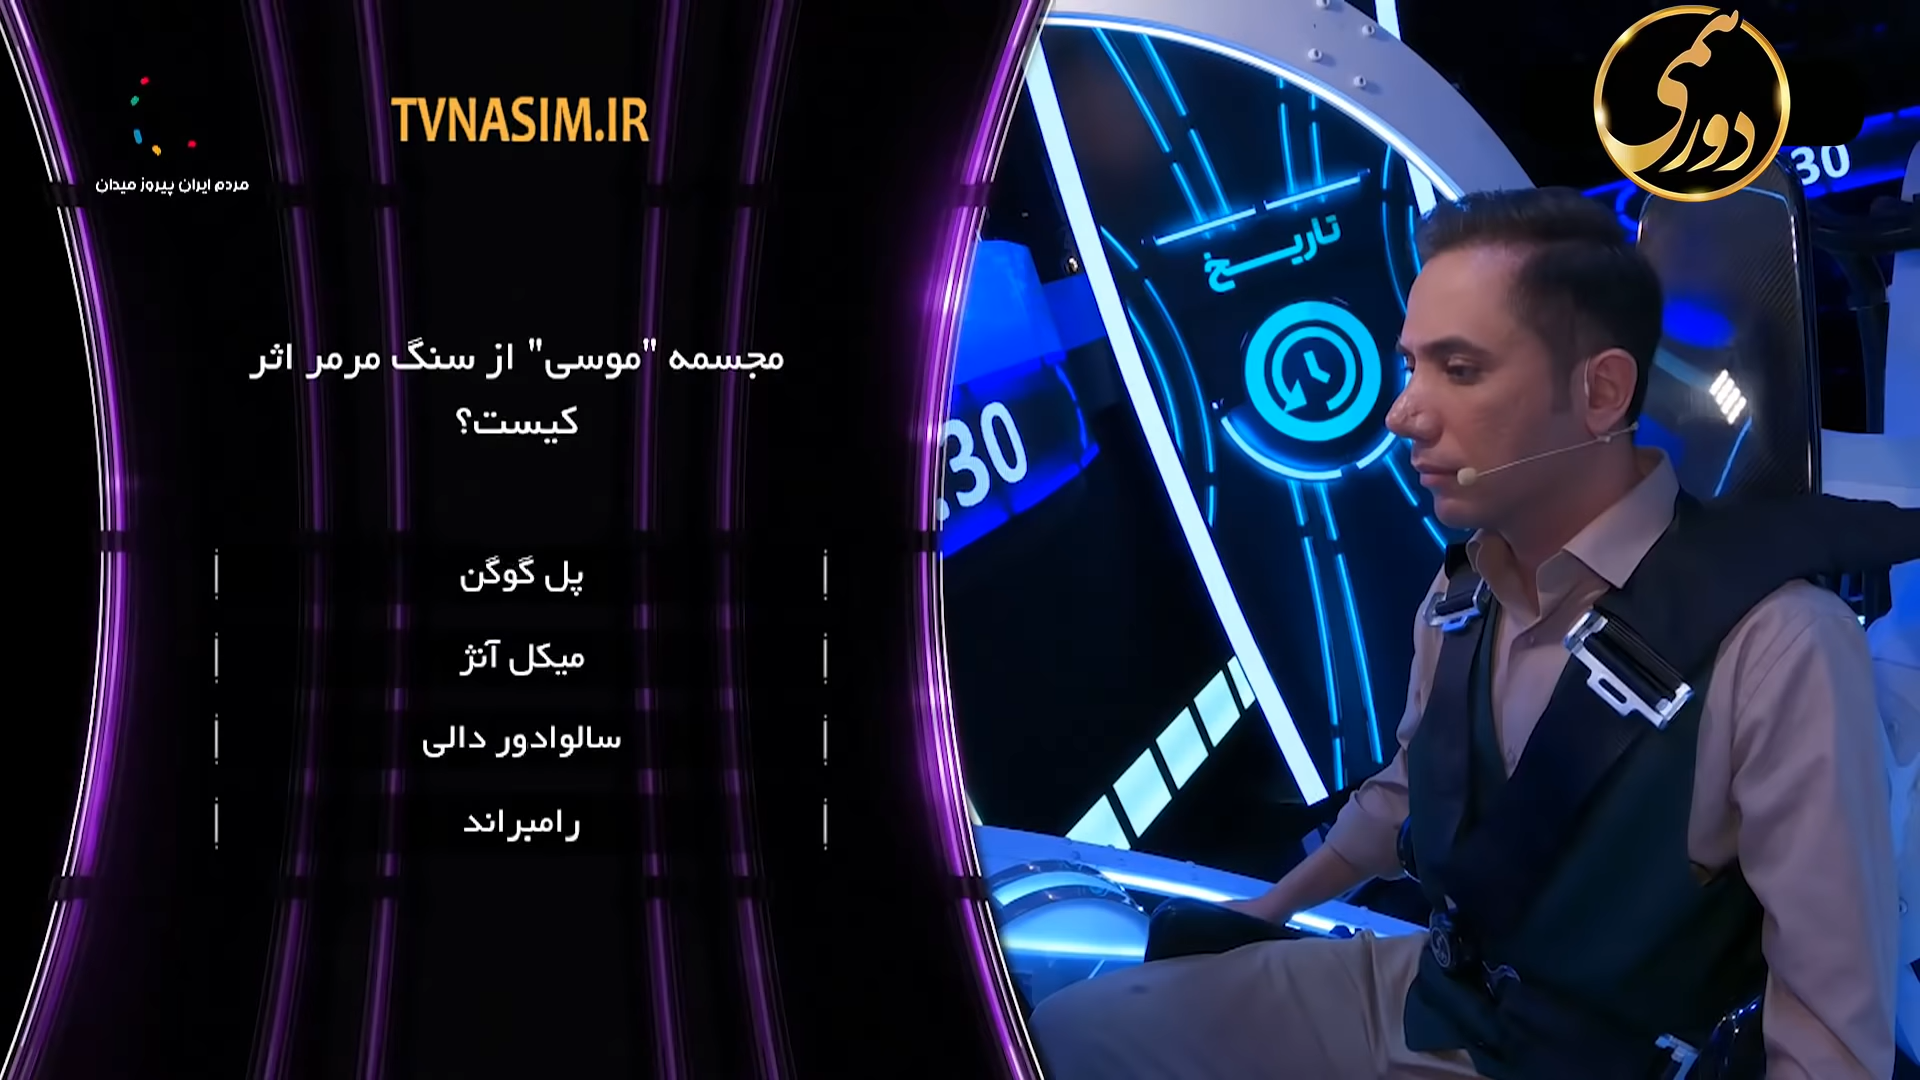 TVNASIM.IR
مردم ایران پیروز میدان
مجسمه "موسی" از سنگ مرمر اثر
کیست؟
پل گوگن
میکل آنژ
سالوادور دالی
رامبراند
دورهمی
30
تاریخ
.30